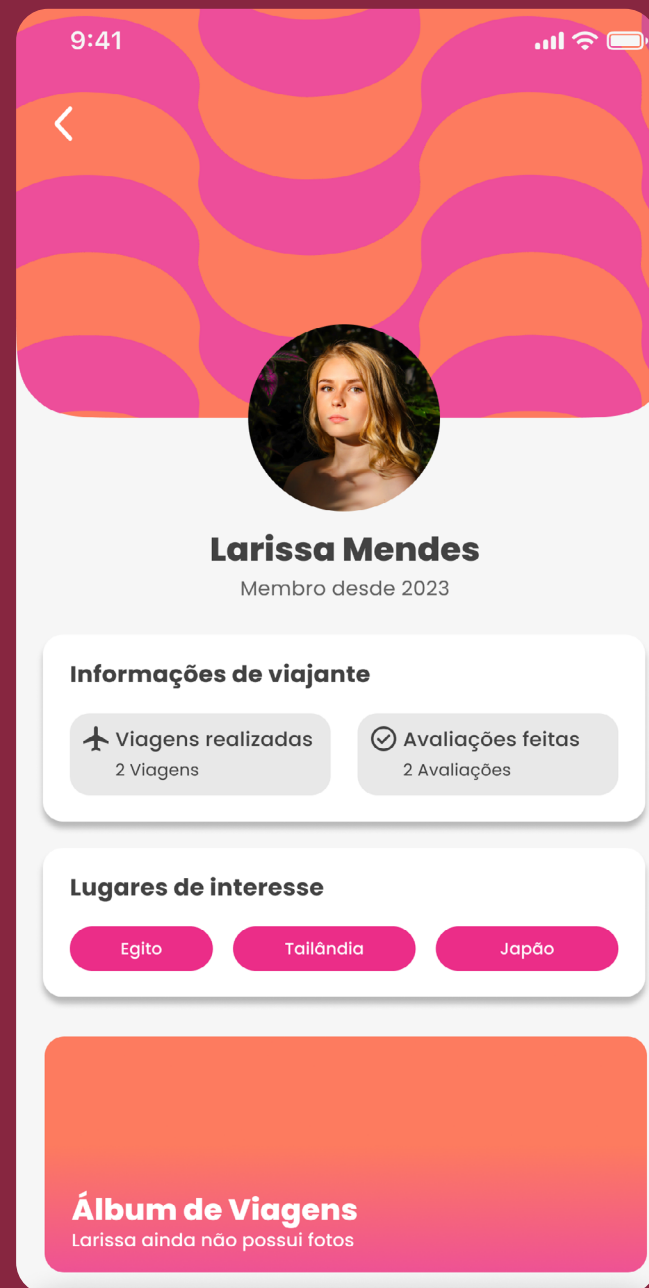 9:41
Larissa Mendes
Membro desde 2023
Informações de viajante
Viagens realizadas
2 Viagens
Avaliações feitas
2 Avaliações
Lugares de interesse
Egito
Tailândia
Japão
Álbum de Viagens
Larissa ainda não possui fotos